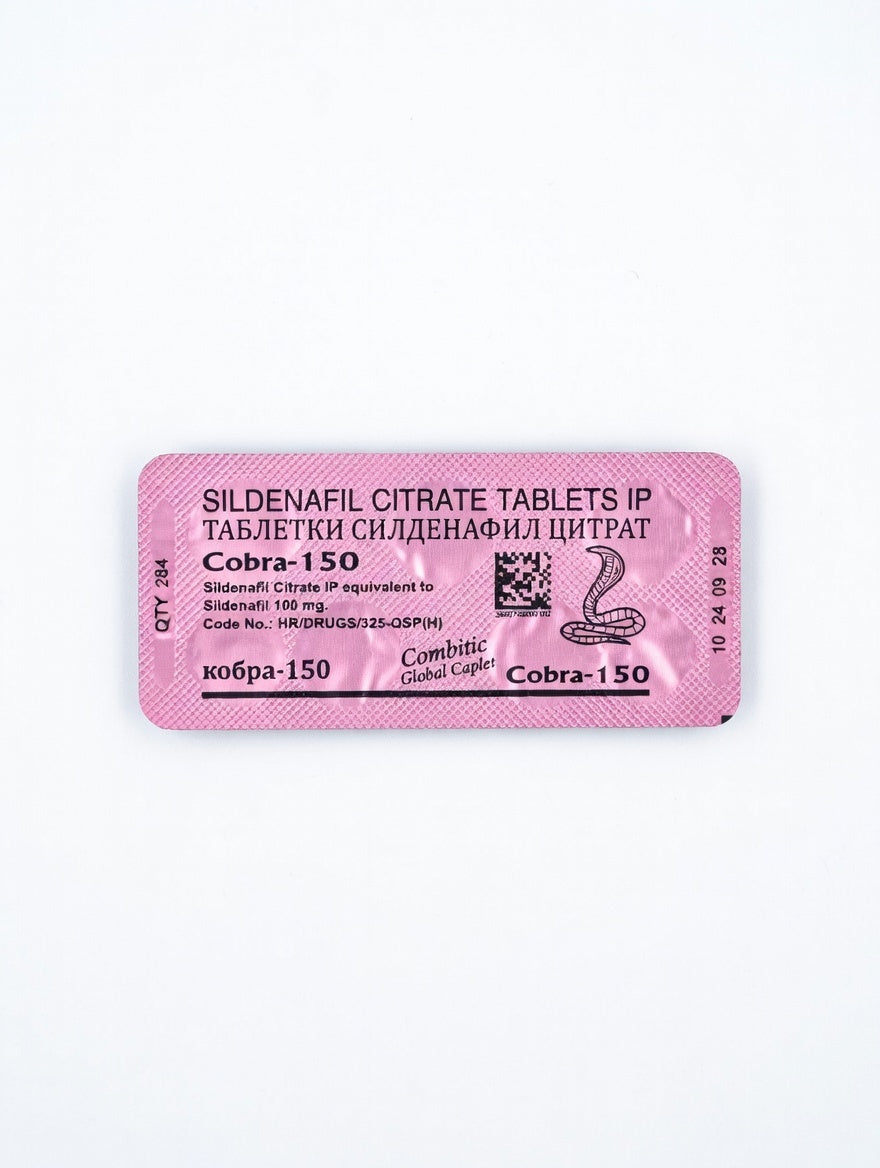 SILDENAFIL CITRATE TABLETS IP
ТАБЛЕТКИ СИЛДЕНАФИЛ ЦИТРАТ
Cobra-150
Sildenafil Citrate IP equivalent to
Sildenafil 100 mg.
Code No.: HR/DRUGS/325-OSP(H)
кобра-150
Combitic
Global Caplet
Cobra-150
QTY 284
10 24 09 28